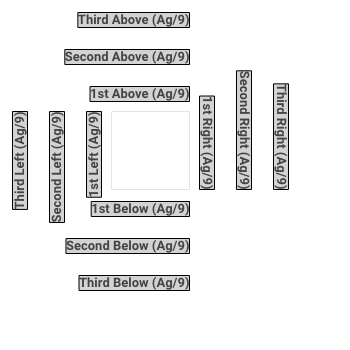 Third Above (Ag/9)
Second Above (Ag/9)
1st Above (Ag/9)
Third Left (Ag/9)
Second Left (Ag/9)
1st Left (Ag/9)
1st Right (Ag/9)
Second Right (Ag/9)
Third Right (Ag/9)
1st Below (Ag/9)
Second Below (Ag/9)
Third Below (Ag/9)